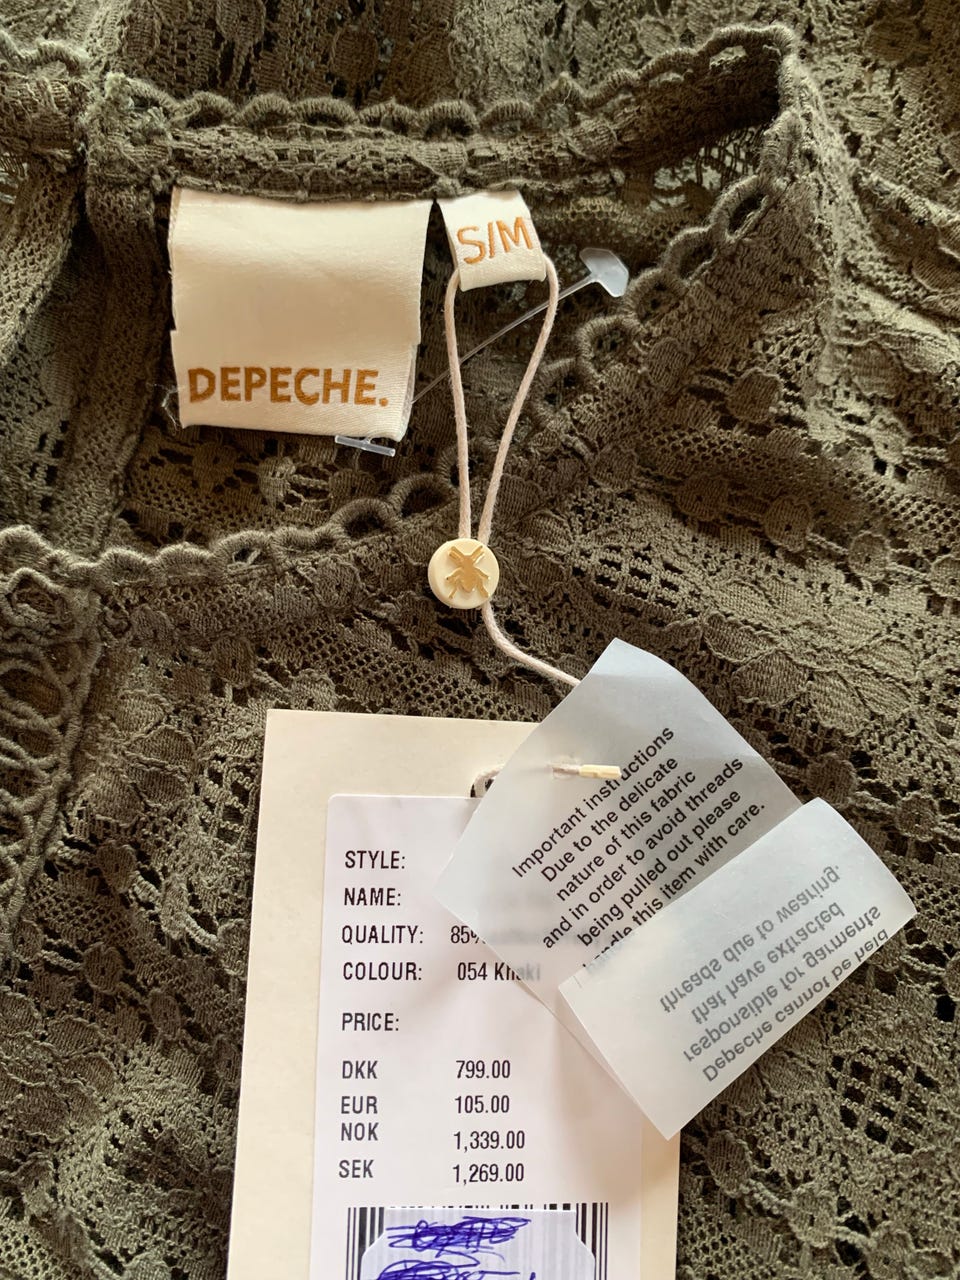 DEPECHE.
S/M
Important instructions
Due to the delicate
nature of this fabric
and in order to avoid threads
being pulled out please
handle this item with care.
Depeche cannot be held
responsible for garments
that have extracted
threads due to wearing.
STYLE:
NAME:
QUALITY: 85%
COLOUR: 054 Khaki
PRICE:
DKK 799.00
EUR 105.00
NOK 1,339.00
SEK 1,269.00